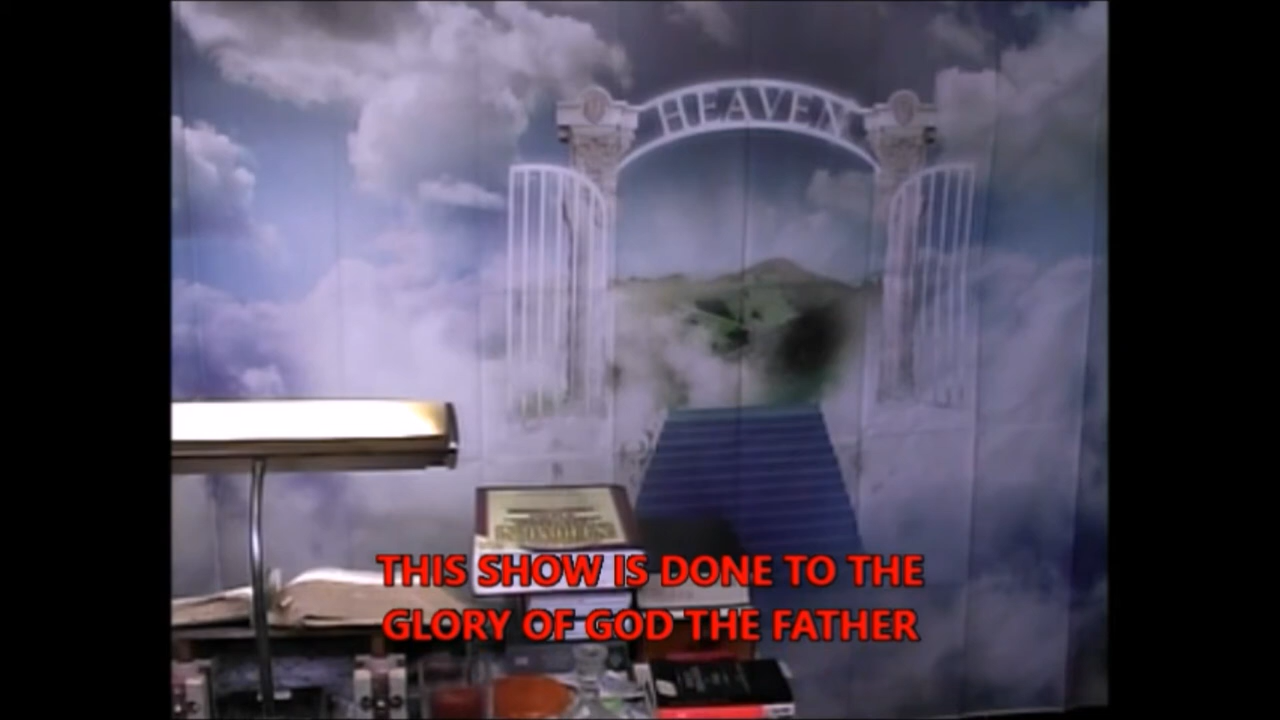 HEAVEN
THIS SHOW IS DONE TO THE
GLORY OF GOD THE FATHER